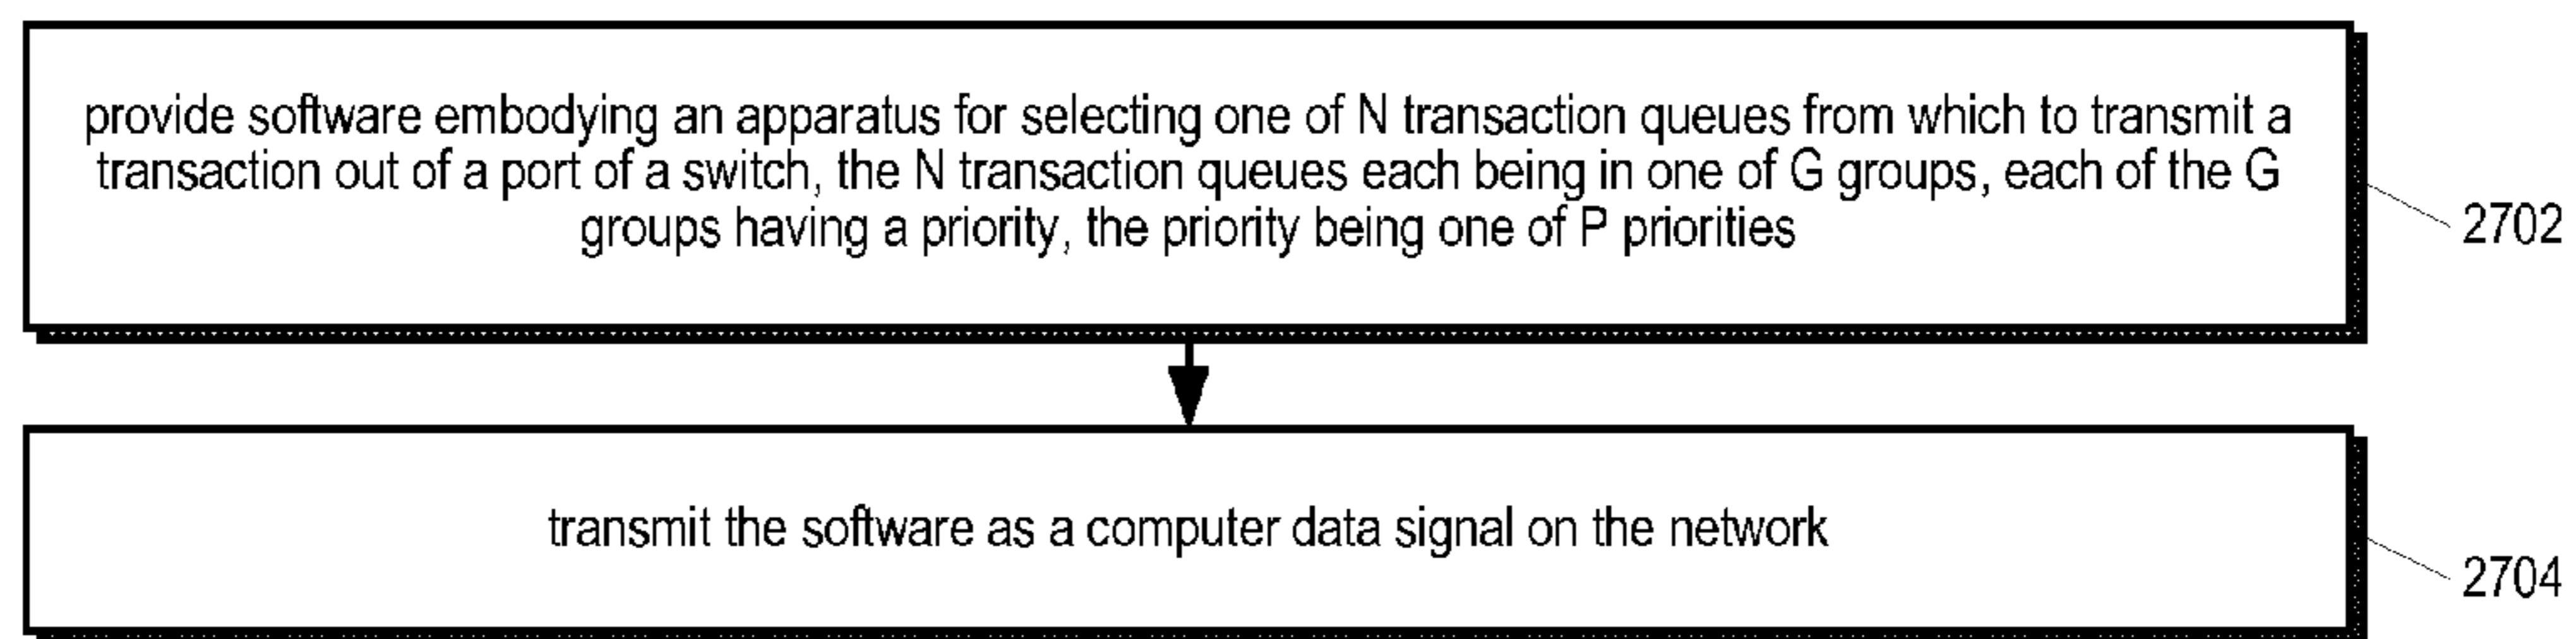 provide software embodying an apparatus for selecting one of N transaction queues from which to transmit a
transaction out of a port of a switch, the N transaction queues each being in one of G groups, each of the G
groups having a priority, the priority being one of P priorities
2702
transmit the software as a computer data signal on the network
2704